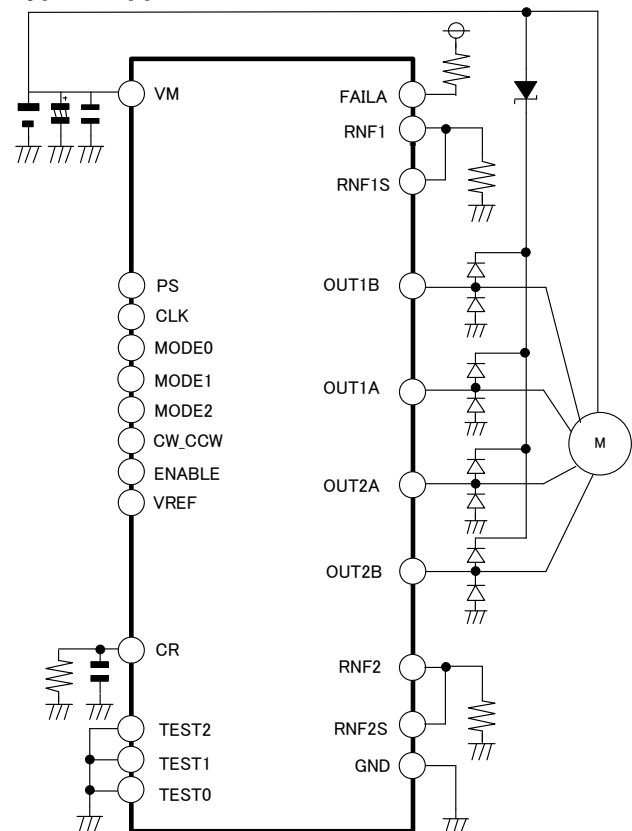 VM
PS
CLK
MODE0
MODE1
MODE2
CW_CCW
ENABLE
VREF
CR
TEST2
TEST1
TEST0
FAILA
RNF1
RNF1S
OUT1B
OUT1A
OUT2A
OUT2B
RNF2
RNF2S
GND
M